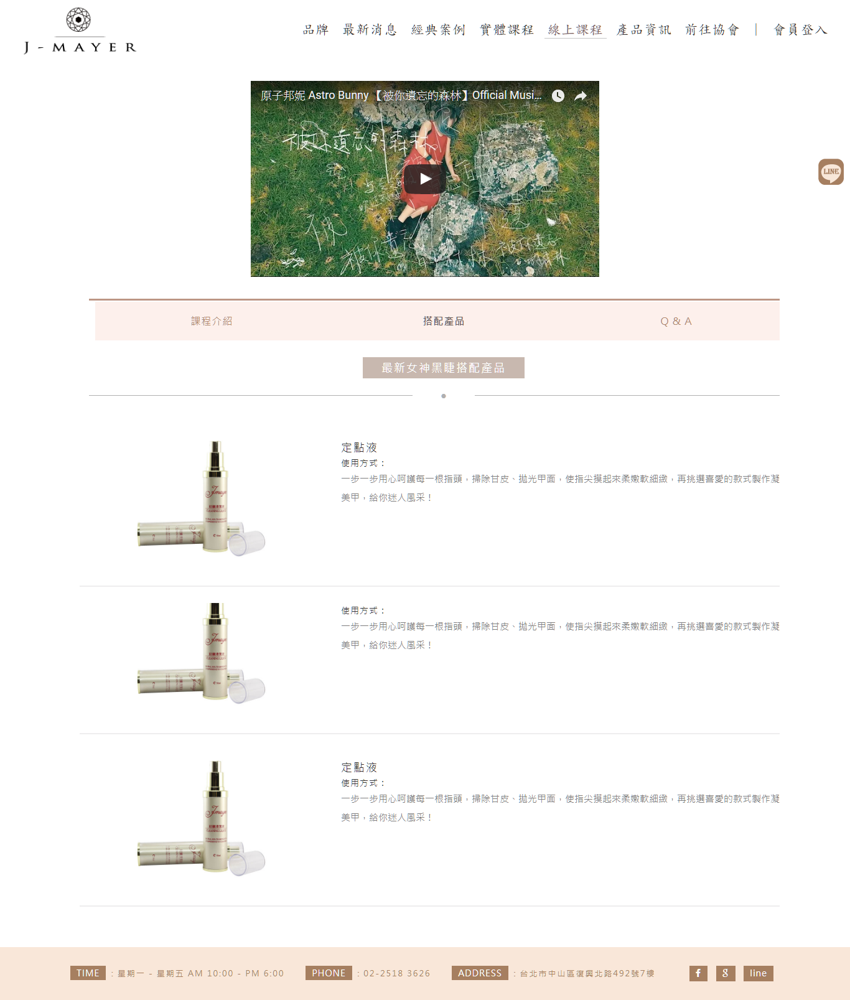 J - MAYER
品牌 最新消息 經典案例 實體課程 線上課程 產品資訊 前往協會 | 會員登入
原子邦妮 Astro Bunny 【被你遺忘的森林】Official Musi...
被你遺忘的森林
LINE
課程介紹 搭配產品 Q & A
最新女神黑睫搭配產品
定點液
使用方式：
一步一步用心呵護每一根指頭，掃除甘皮、拋光甲面，使指尖摸起來柔嫩軟細緻，再挑選喜愛的款式製作凝
美甲，給你迷人風采！
使用方式：
一步一步用心呵護每一根指頭，掃除甘皮、拋光甲面，使指尖摸起來柔嫩軟細緻，再挑選喜愛的款式製作凝
美甲，給你迷人風采！
定點液
使用方式：
一步一步用心呵護每一根指頭，掃除甘皮、拋光甲面，使指尖摸起來柔嫩軟細緻，再挑選喜愛的款式製作凝
美甲，給你迷人風采！
TIME : 星期一 - 星期五 AM 10:00 - PM 6:00 PHONE : 02-2518 3626 ADDRESS : 台北市中山區復興北路492號7樓 f g line